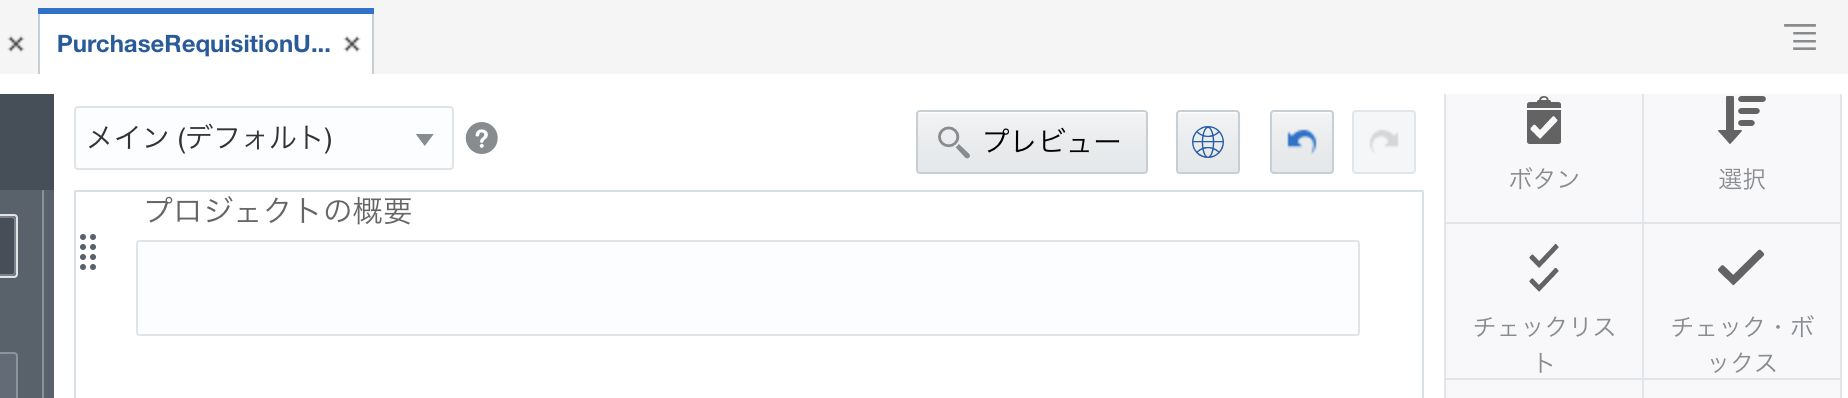 PurchaseRequisitionU...
メイン (デフォルト)
?
プレビュー
プロジェクトの概要
ボタン
選択
チェックリス
ト
チェック・ボ
ックス